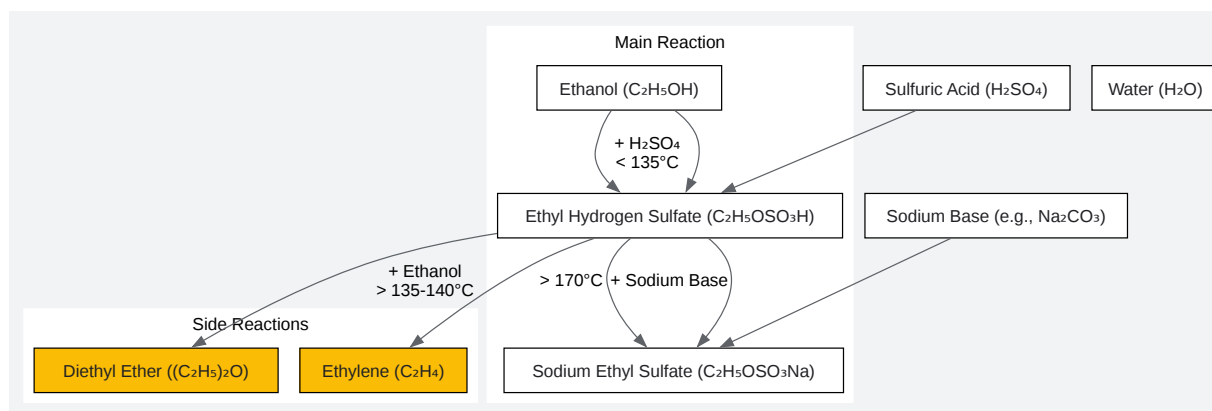 Main Reaction
Ethanol (C₂H₅OH)
Sulfuric Acid (H₂SO₄)
Water (H₂O)
+ H₂SO₄
< 135°C
Ethyl Hydrogen Sulfate (C₂H₅OSO₃H)
Sodium Base (e.g., Na₂CO₃)
+ Ethanol
> 135-140°C
> 170°C
+ Sodium Base
Side Reactions
Diethyl Ether ((C₂H₅)₂O)
Ethylene (C₂H₄)
Sodium Ethyl Sulfate (C₂H₅OSO₃Na)